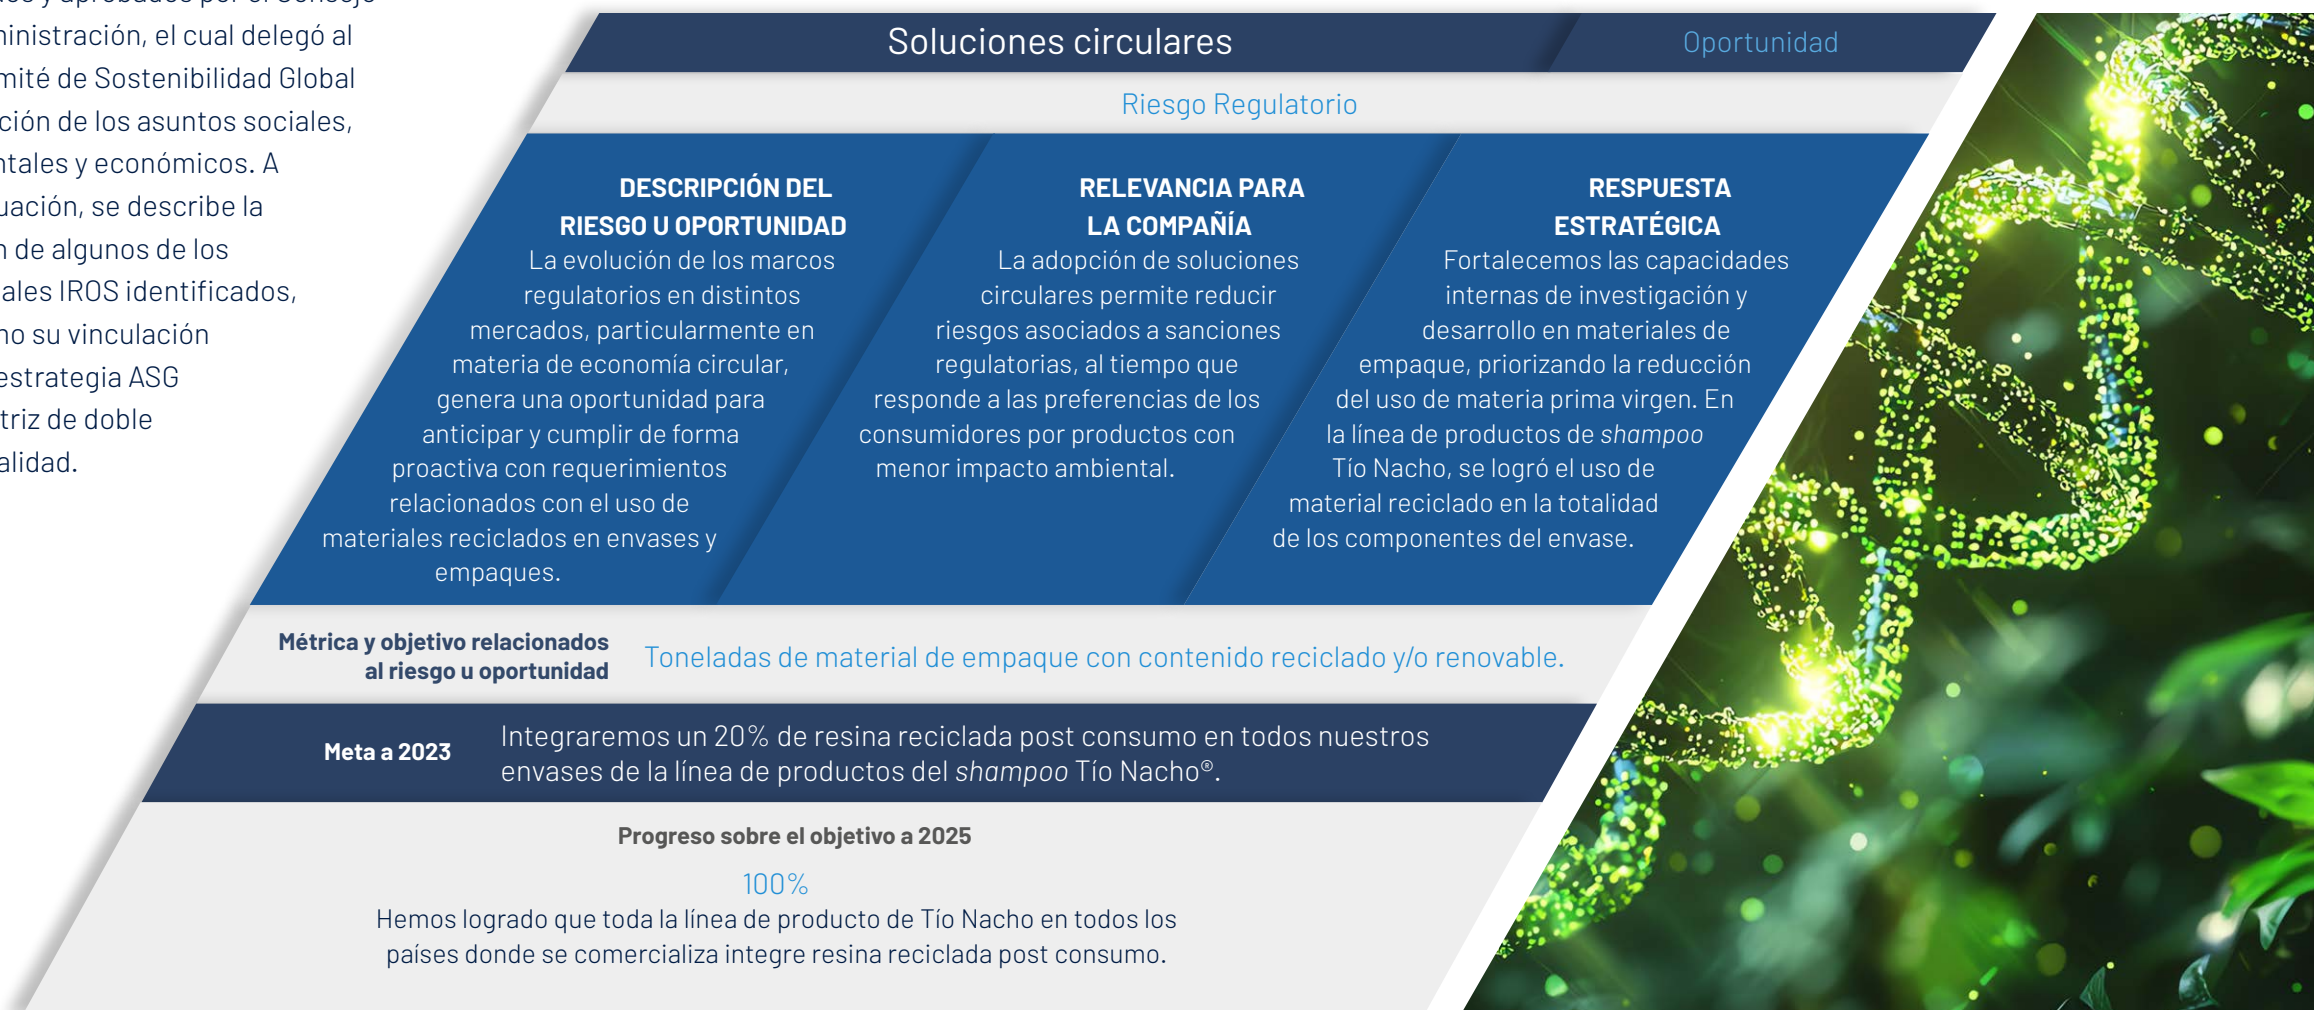 y aprobados por el Consejo
el cual delegó al
de Sostenibilidad Global
de los asuntos sociales,
y económicos. A
se describe la
de algunos de los
IROS identificados,
su vinculación
estrategia ASG
de doble
Soluciones circulares
Oportunidad
Riesgo Regulatorio
DESCRIPCIÓN DEL
RIESGO U OPORTUNIDAD
La evolución de los marcos
regulatorios en distintos
mercados, particularmente en
materia de economía circular,
genera una oportunidad para
anticipar y cumplir de forma
proactiva con requerimientos
relacionados con el uso de
materiales reciclados en envases y
empaques.
RELEVANCIA PARA
LA COMPAÑÍA
La adopción de soluciones
circulares permite reducir
riesgos asociados a sanciones
regulatorias, al tiempo que
responde a las preferencias de los
consumidores por productos con
menor impacto ambiental.
RESPUESTA
ESTRATÉGICA
Fortalecemos las capacidades
internas de investigación y
desarrollo en materiales de
empaque, priorizando la reducción
del uso de materia prima virgen. En
la línea de productos de shampoo
Tío Nacho, se logró el uso de
material reciclado en la totalidad
de los componentes del envase.
Métrica y objetivo relacionados
al riesgo u oportunidad
Toneladas de material de empaque con contenido reciclado y/o renovable.
Meta a 2023
Integraremos un 20% de resina reciclada post consumo en todos nuestros
envases de la línea de productos del shampoo Tío Nacho®.
Progreso sobre el objetivo a 2025
100%
Hemos logrado que toda la línea de producto de Tío Nacho en todos los
países donde se comercializa integre resina reciclada post consumo.